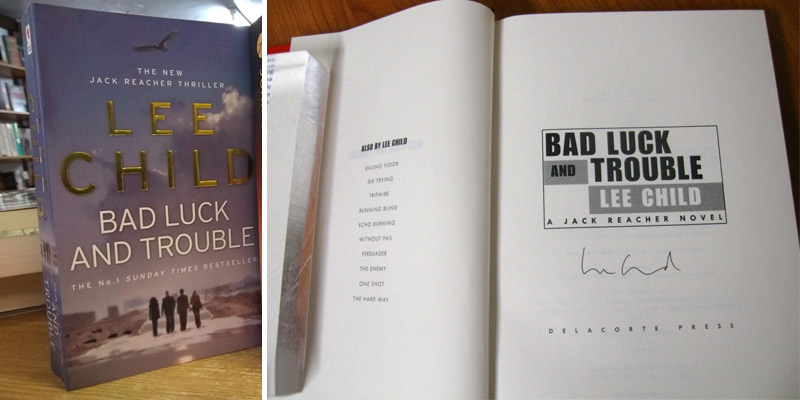 THE NEW
JACK REACHER THRILLER
LEE
CHILD
BAD LUCK
AND TROUBLE
THE No.1 SUNDAY TIMES BESTSELLER
ALSO BY LEE CHILD
KILLING FLOOR
DIE TRYING
TRIPWIRE
RUNNING BLIND
ECHO BURNING
WITHOUT FAIL
PERSUADER
THE ENEMY
ONE SHOT
THE HARD WAY
BAD LUCK
AND TROUBLE
LEE CHILD
A JACK REACHER NOVEL
DELACORTE PRESS